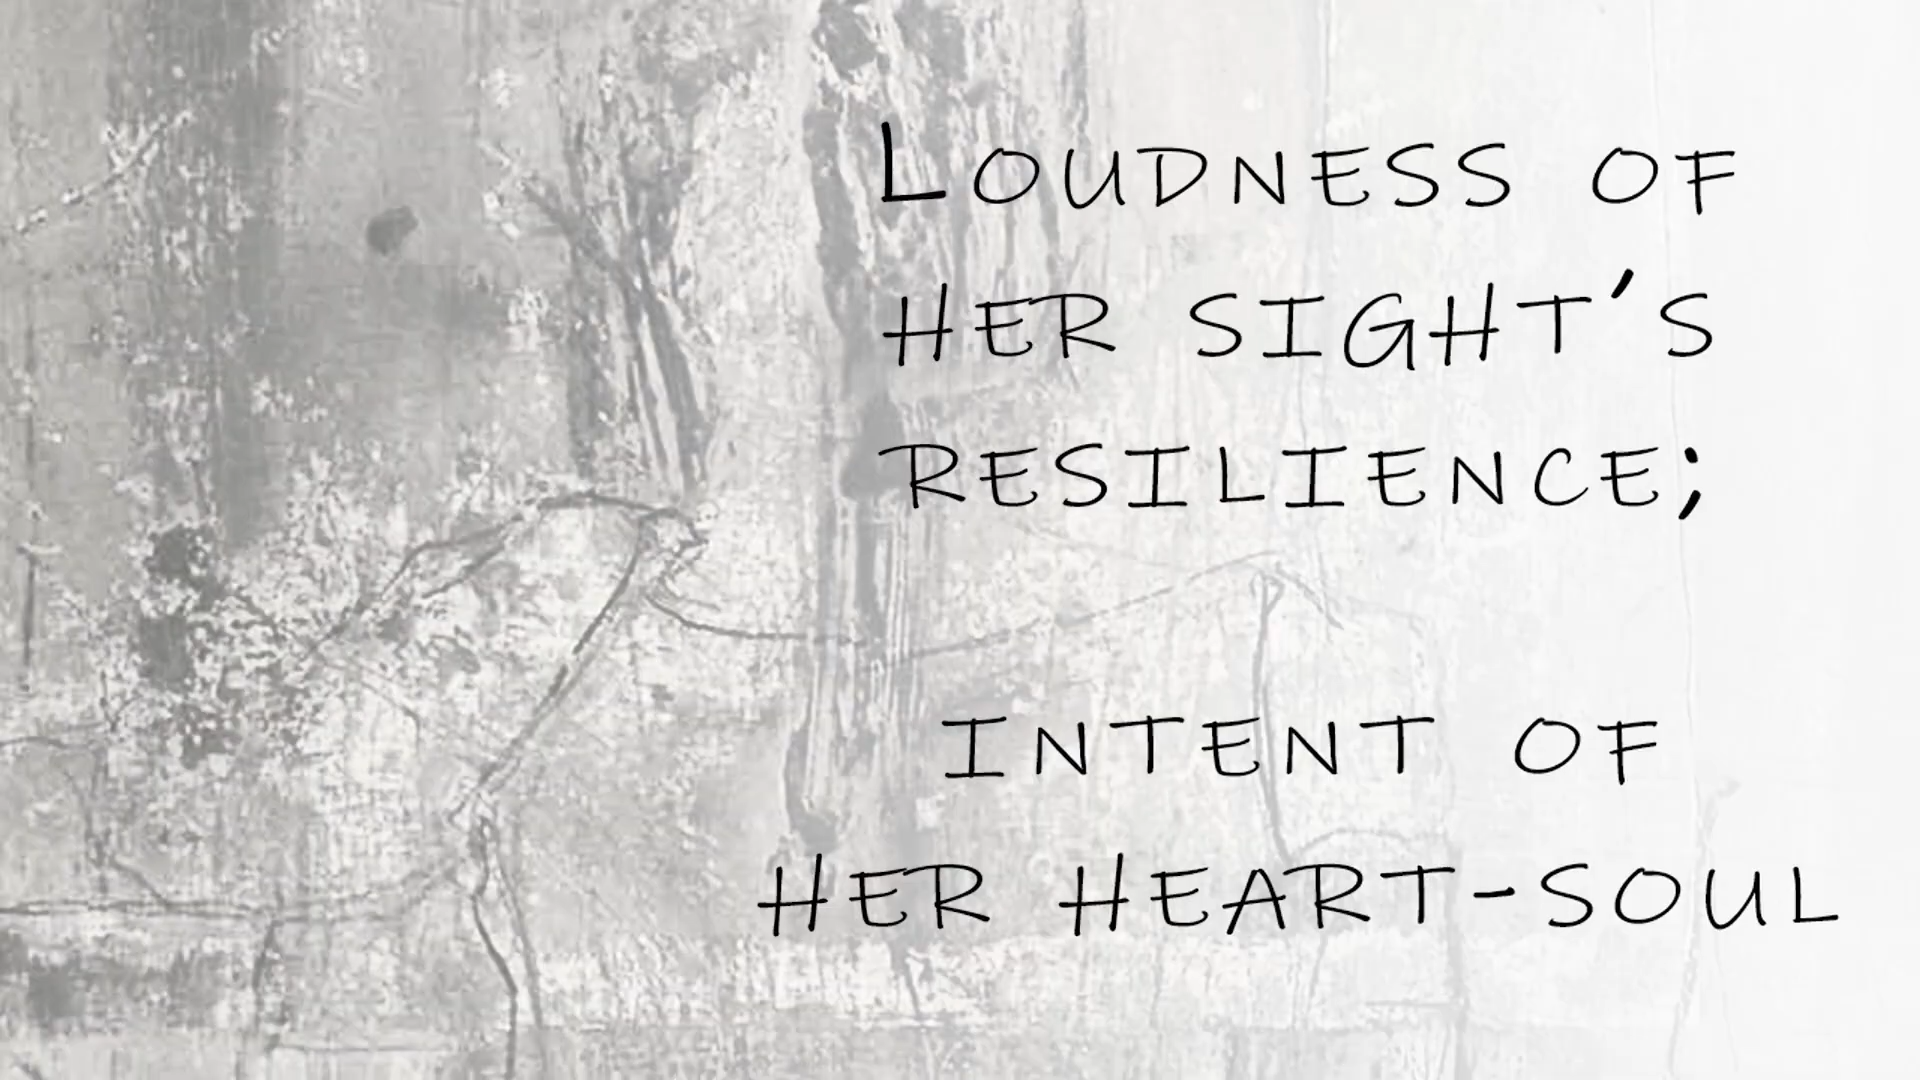 LOUDNESS OF
HER SIGHT'S
RESILIENCE;
INTENT OF
HER HEART-SOUL